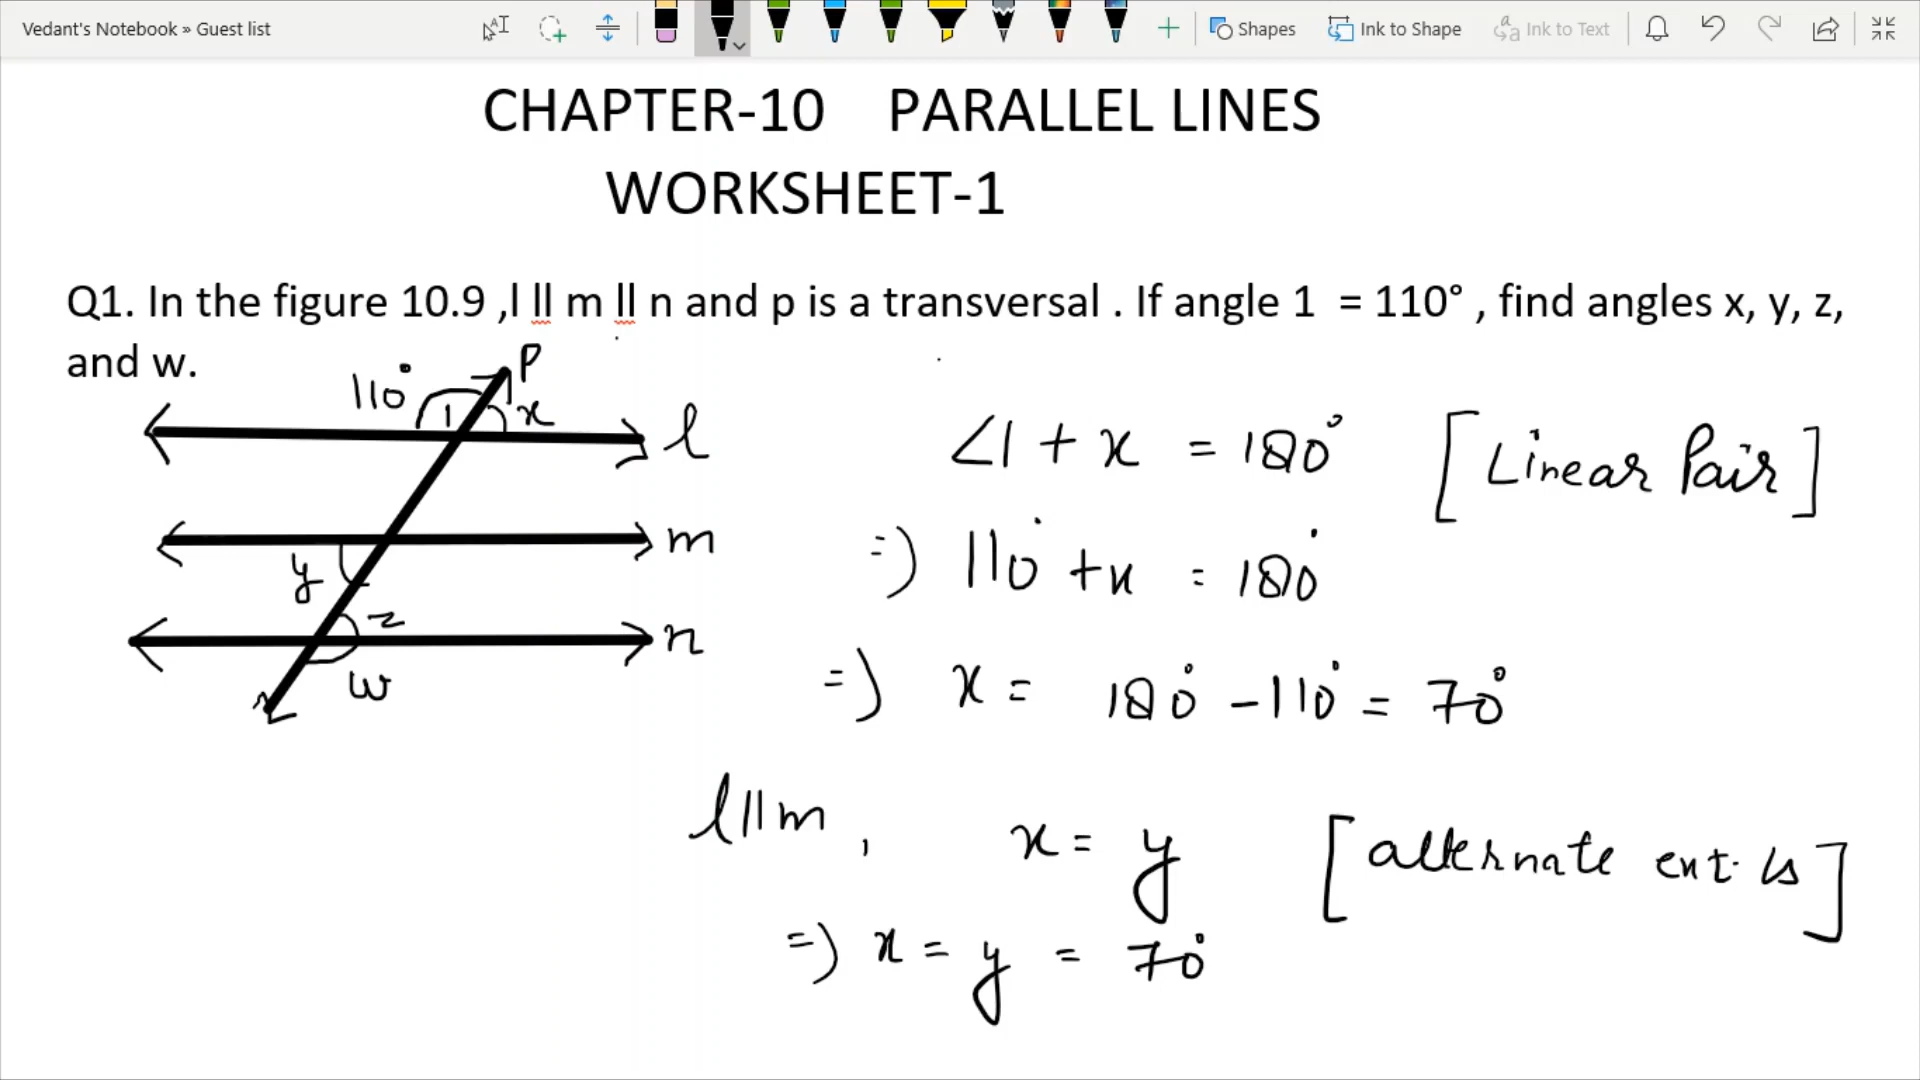 Vedant's Notebook » Guest list
Shapes
Ink to Shape
Ink to Text
CHAPTER-10 PARALLEL LINES
WORKSHEET-1
Q1. In the figure 10.9 ,l ll m ll n and p is a transversal . If angle 1 = 110° , find angles x, y, z,
and w.
P
110°
1
x
l
m
y
z
n
w
∠1 + x = 180° [Linear Pair]
=) 110° + x = 180°
=) x = 180° - 110° = 70°
l || m , x = y [alternate ext. ∠s]
=) x = y = 70°